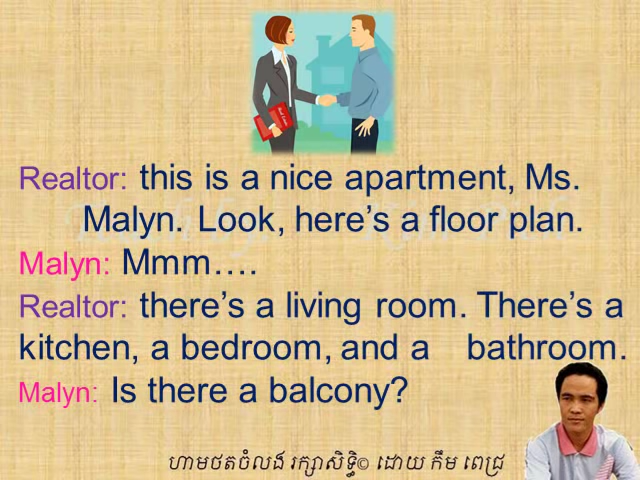 Realtor: this is a nice apartment, Ms.
Malyn. Look, here's a floor plan.
Malyn: Mmm….
Realtor: there's a living room. There's a
kitchen, a bedroom, and a bathroom.
Malyn: Is there a balcony?
ហាមថតចំលង រក្សាសិទ្ធិ© ដោយ កឹម ពេជ្រ